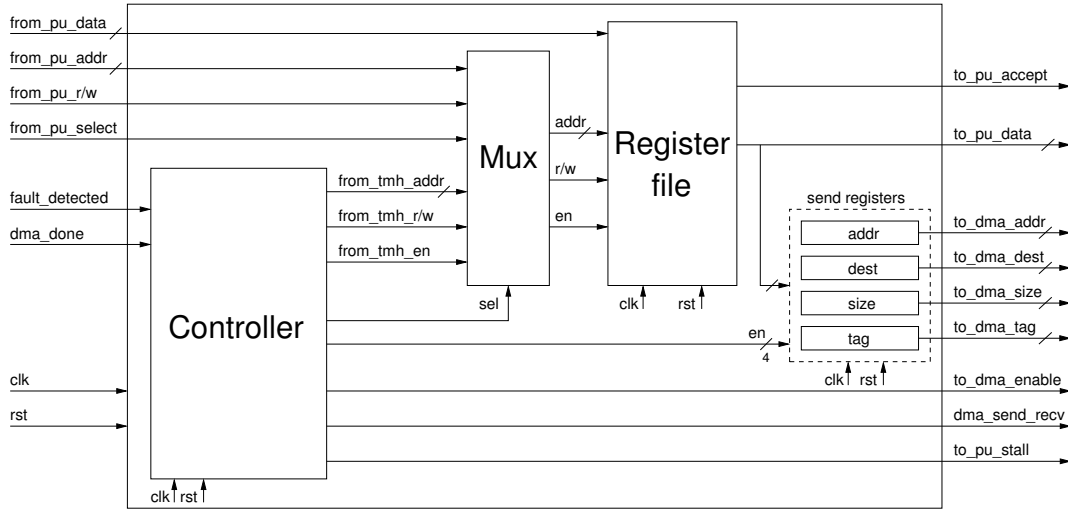 from_pu_data
from_pu_addr
from_pu_r/w
from_pu_select
fault_detected
dma_done
clk
rst
Controller
clk
rst
from_tmh_addr
from_tmh_r/w
from_tmh_en
Mux
sel
addr
r/w
en
Register
file
clk
rst
en
4
send registers
addr
dest
size
tag
clk
rst
to_pu_accept
to_pu_data
to_dma_addr
to_dma_dest
to_dma_size
to_dma_tag
to_dma_enable
dma_send_recv
to_pu_stall